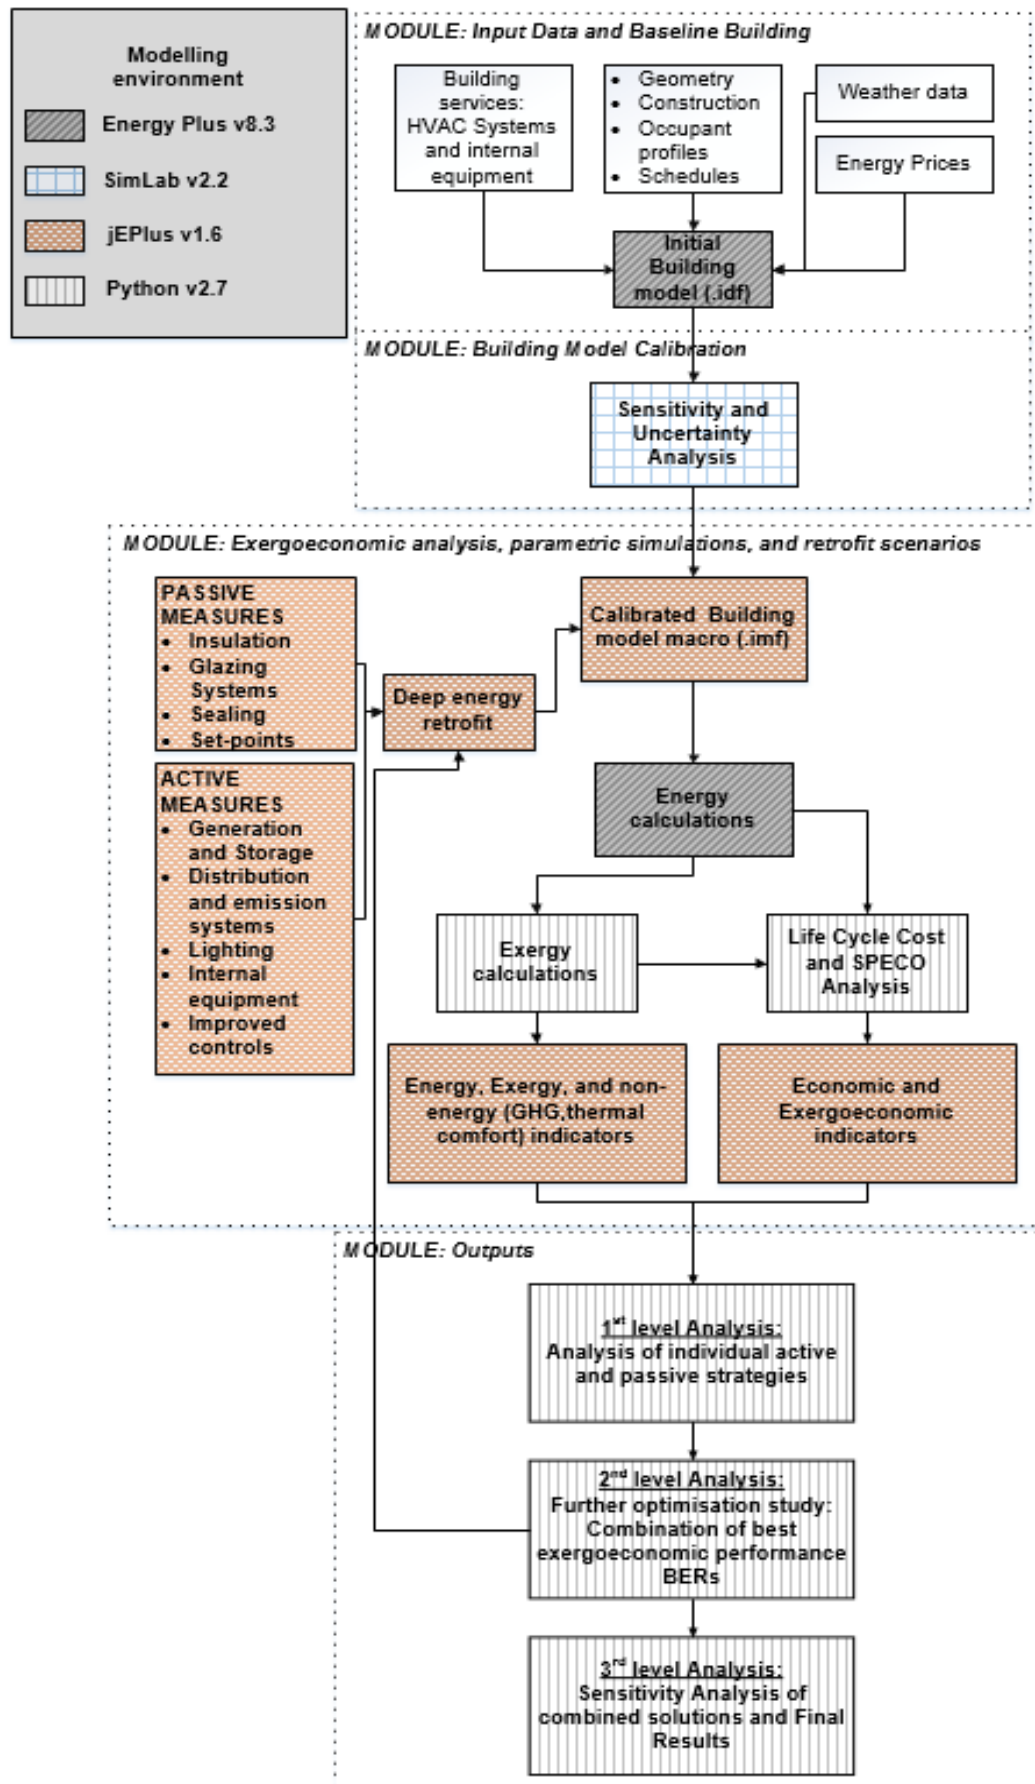 Modelling
environment
Energy Plus v8.3
SimLab v2.2
jEPlus v1.6
Python v2.7
MODULE: Input Data and Baseline Building
Building
services:
HVAC Systems
and internal
equipment
• Geometry
• Construction
• Occupant
profiles
• Schedules
Weather data
Energy Prices
Initial
Building
model (.idf)
MODULE: Building Model Calibration
Sensitivity and
Uncertainty
Analysis
MODULE: Exergoeconomic analysis, parametric simulations, and retrofit scenarios
PASSIVE
MEASURES
• Insulation
• Glazing
Systems
• Sealing
• Set-points
ACTIVE
MEASURES
• Generation
and Storage
• Distribution
and emission
systems
• Lighting
• Internal
equipment
• Improved
controls
Deep energy
retrofit
Calibrated Building
model macro (.imf)
Energy
calculations
Exergy
calculations
Life Cycle Cost
and SPECO
Analysis
Energy, Exergy, and non-
energy (GHG,thermal
comfort) indicators
Economic and
Exergoeconomic
indicators
MODULE: Outputs
1st level Analysis:
Analysis of individual active
and passive strategies
2nd level Analysis:
Further optimisation study:
Combination of best
exergoeconomic performance
BERs
3rd level Analysis:
Sensitivity Analysis of
combined solutions and Final
Results